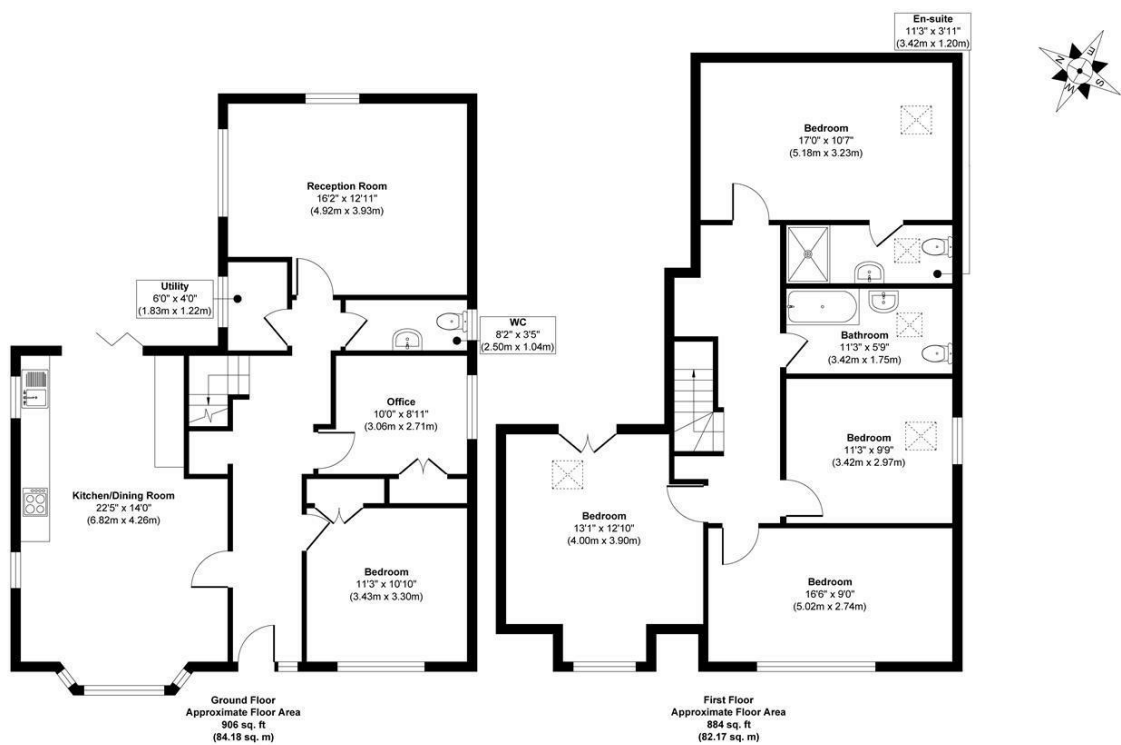 En-suite
11'3" x 3'11"
(3.42m x 1.20m)
N
E
S
W
Bedroom
17'0" x 10'7"
(5.18m x 3.23m)
Reception Room
16'2" x 12'11"
(4.92m x 3.93m)
Utility
6'0" x 4'0"
(1.83m x 1.22m)
WC
8'2" x 3'5"
(2.50m x 1.04m)
Bathroom
11'3" x 5'9"
(3.42m x 1.75m)
Office
10'0" x 8'11"
(3.06m x 2.71m)
Bedroom
11'3" x 9'9"
(3.42m x 2.97m)
Kitchen/Dining Room
22'5" x 14'0"
(6.82m x 4.26m)
Bedroom
13'1" x 12'10"
(4.00m x 3.90m)
Bedroom
11'3" x 10'10"
(3.43m x 3.30m)
Bedroom
16'6" x 9'0"
(5.02m x 2.74m)
Ground Floor
Approximate Floor Area
906 sq. ft
(84.18 sq. m)
First Floor
Approximate Floor Area
884 sq. ft
(82.17 sq. m)